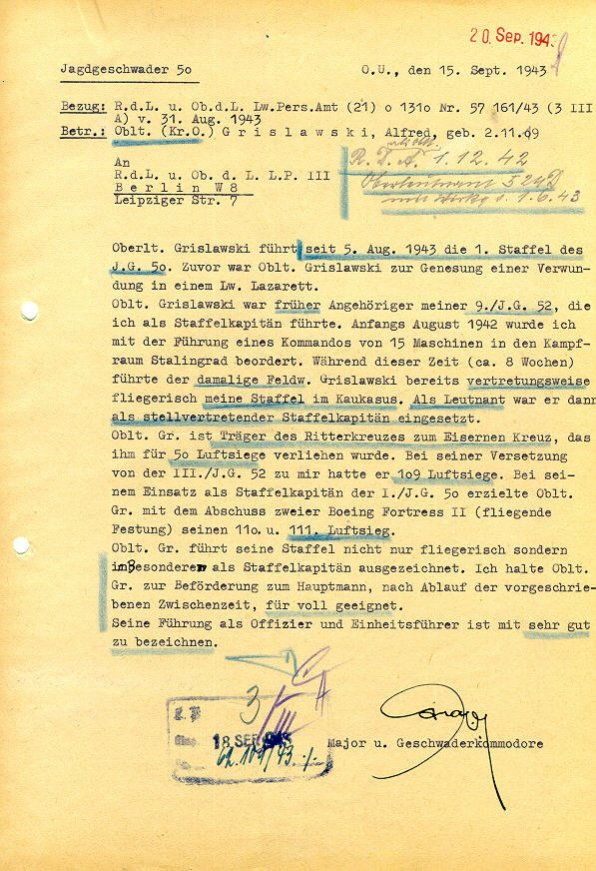 20. Sep. 194
Jagdgeschwader 5o
O.U., den 15. Sept. 1943
Bezug: R.d.L. u. Ob.d.L. Lw.Pers.Amt (21) o 131o Nr. 57 161/43 (3 III
A) v. 31. Aug. 1943
Betr.: Oblt. (Kr.O.) G r i s l a w s k i, Alfred, geb. 2.11.19
An
R.d.L. u. Ob. d. L. L.P. III
B e r l i n  W 8
Leipziger Str. 7
R. D. A. 1.12.42
Oberleutnant
1.6.43
Oberlt. Grislawski führt seit 5. Aug. 1943 die 1. Staffel des
J.G. 5o. Zuvor war Oblt. Grislawski zur Genesung einer Verwun-
dung in einem Lw. Lazarett.
Oblt. Grislawski war früher Angehöriger meiner 9./J.G. 52, die
ich als Staffelkapitän führte. Anfangs August 1942 wurde ich
mit der Führung eines Kommandos von 15 Maschinen in den Kampf-
raum Stalingrad beordert. Während dieser Zeit (ca. 8 Wochen)
führte der damalige Feldw. Grislawski bereits vertretungsweise
fliegerisch meine Staffel im Kaukasus. Als Leutnant war er dann
als stellvertretender Staffelkapitän eingesetzt.
Oblt. Gr. ist Träger des Ritterkreuzes zum Eisernen Kreuz, das
ihm für 5o Luftsiege verliehen wurde. Bei seiner Versetzung
von der III./J.G. 52 zu mir hatte er 1o9 Luftsiege. Bei sei-
nem Einsatz als Staffelkapitän der I./J.G. 5o erzielte Oblt.
Gr. mit dem Abschuss zweier Boeing Fortress II (fliegende
Festung) seinen 11o. u. 111. Luftsieg.
Oblt. Gr. führt seine Staffel nicht nur fliegerisch sondern
imBesonderen als Staffelkapitän ausgezeichnet. Ich halte Oblt.
Gr. zur Beförderung zum Hauptmann, nach Ablauf der vorgeschrie-
benen Zwischenzeit, für voll geeignet.
Seine Führung als Offizier und Einheitsführer ist mit sehr gut
zu bezeichnen.
3
18 SEP. 1943
Major u. Geschwaderkommodore